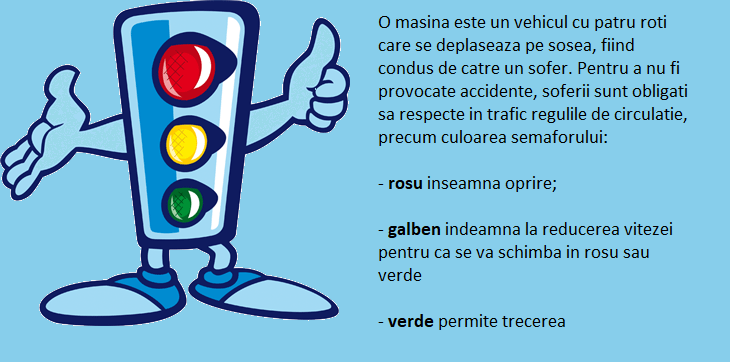 O masina este un vehicul cu patru roti
care se deplaseaza pe sosea, fiind
condus de catre un sofer. Pentru a nu fi
provocate accidente, soferii sunt obligati
sa respecte in trafic regulile de circulatie,
precum culoarea semaforului:
- rosu inseamna oprire;
- galben indeamna la reducerea vitezei
pentru ca se va schimba in rosu sau
verde
- verde permite trecerea